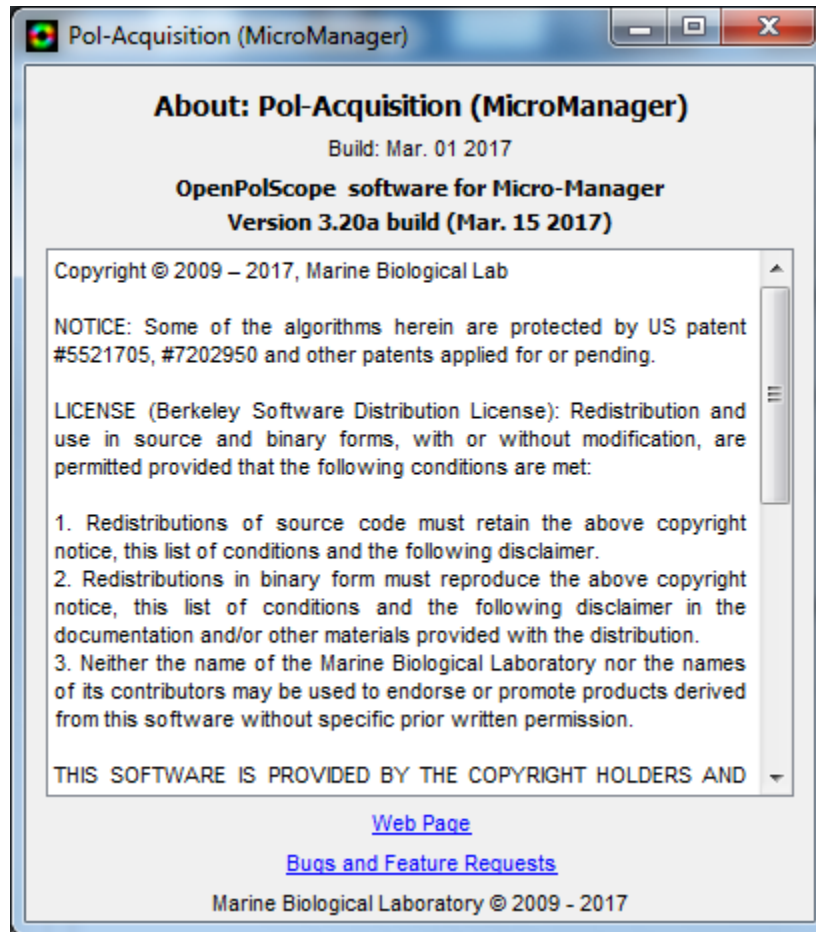 Pol-Acquisition (MicroManager)
About: Pol-Acquisition (MicroManager)
Build: Mar. 01 2017
OpenPolScope software for Micro-Manager
Version 3.20a build (Mar. 15 2017)
Copyright © 2009 – 2017, Marine Biological Lab
NOTICE: Some of the algorithms herein are protected by US patent
#5521705, #7202950 and other patents applied for or pending.
LICENSE (Berkeley Software Distribution License): Redistribution and
use in source and binary forms, with or without modification, are
permitted provided that the following conditions are met:
1. Redistributions of source code must retain the above copyright
notice, this list of conditions and the following disclaimer.
2. Redistributions in binary form must reproduce the above copyright
notice, this list of conditions and the following disclaimer in the
documentation and/or other materials provided with the distribution.
3. Neither the name of the Marine Biological Laboratory nor the names
of its contributors may be used to endorse or promote products derived
from this software without specific prior written permission.
THIS SOFTWARE IS PROVIDED BY THE COPYRIGHT HOLDERS AND
Web Page
Bugs and Feature Requests
Marine Biological Laboratory © 2009 - 2017